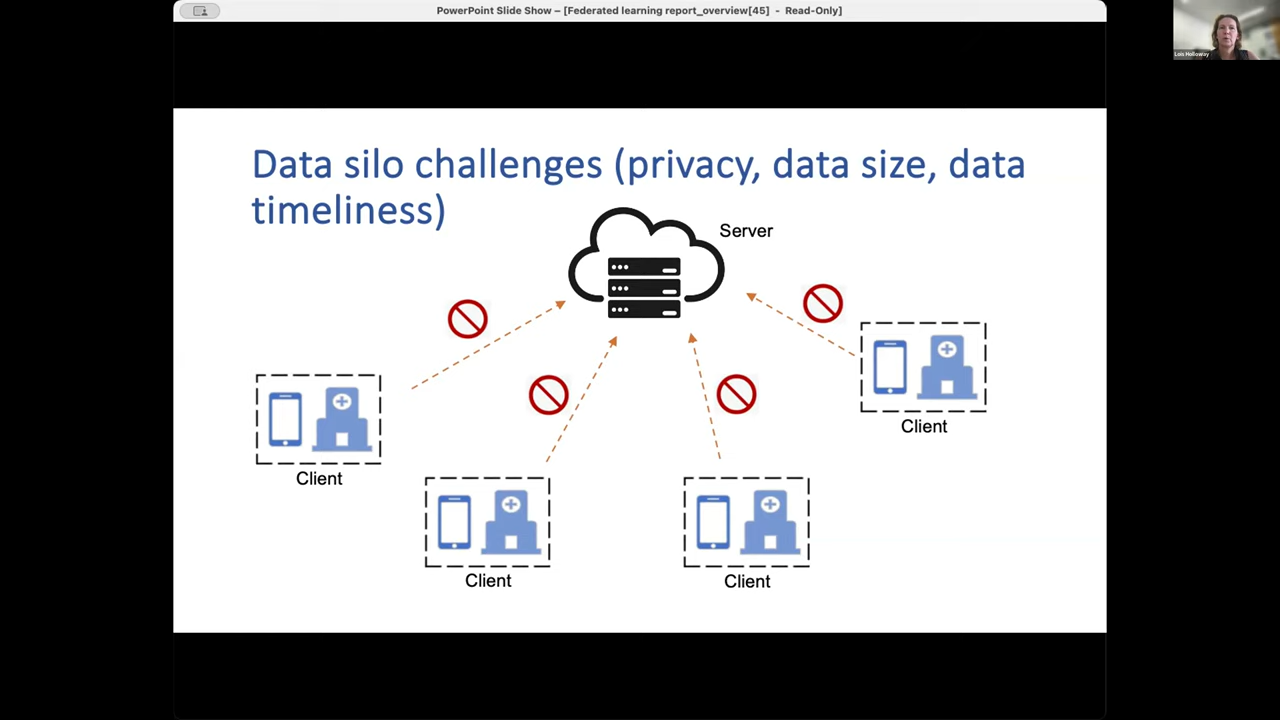 PowerPoint Slide Show – [Federated learning report_overview[45] - Read-Only]
Lois Holloway
Data silo challenges (privacy, data size, data
timeliness)
Server
Client
Client
Client
Client